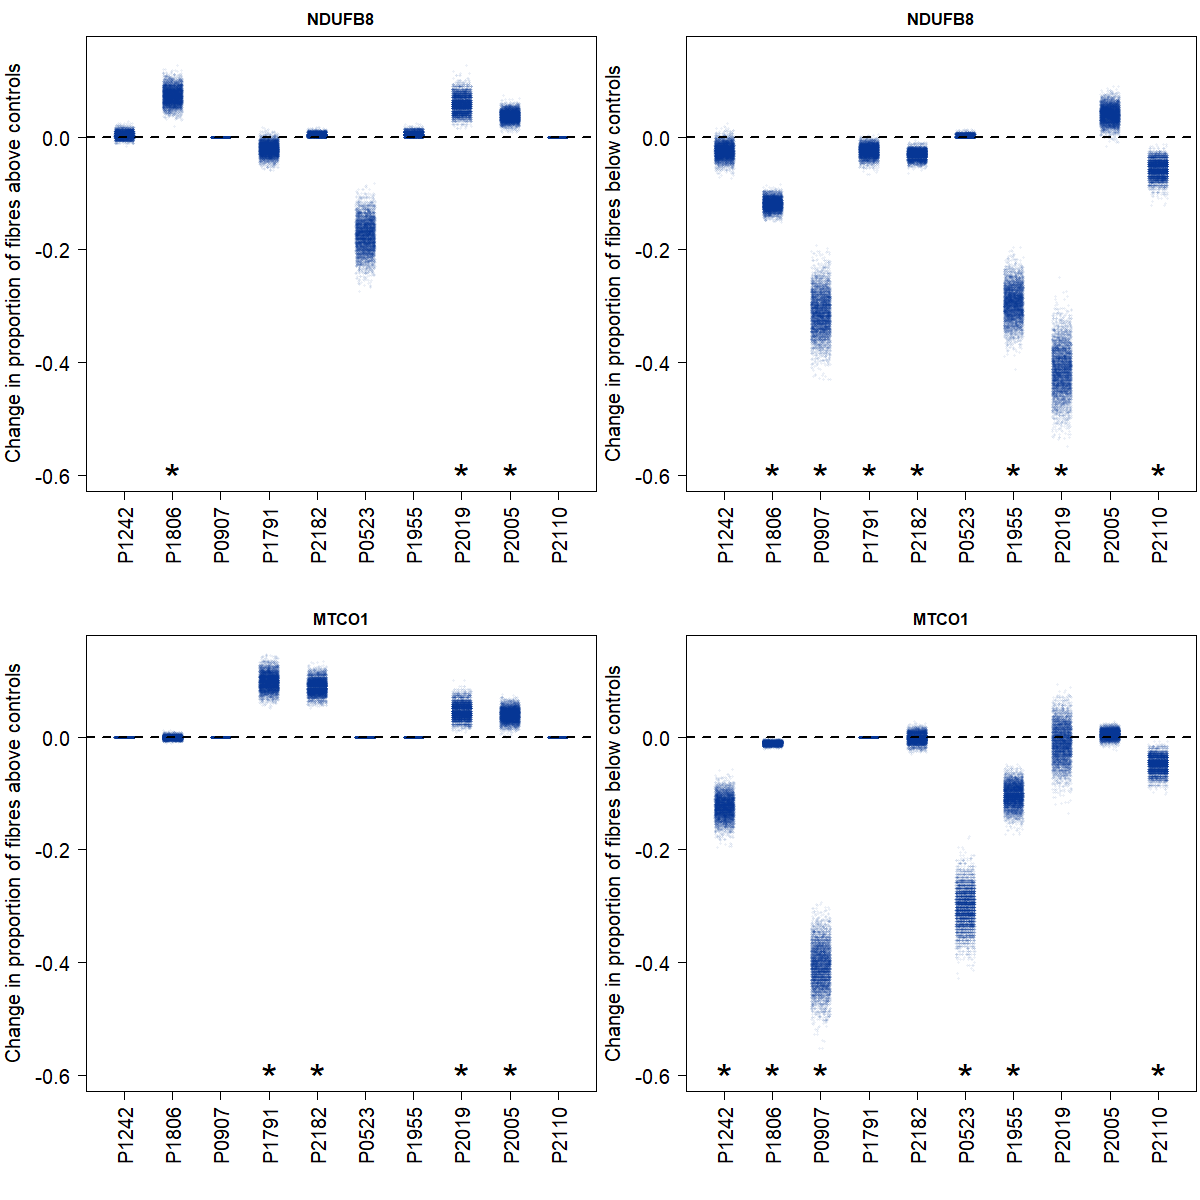 NDUFB8
Change in proportion of fibres above controls
0.0
-0.2
-0.4
-0.6
* * *
P1242 P1806 P0907 P1791 P2182 P0523 P1955 P2019 P2005 P2110
NDUFB8
Change in proportion of fibres below controls
0.0
-0.2
-0.4
-0.6
* * * * * * *
P1242 P1806 P0907 P1791 P2182 P0523 P1955 P2019 P2005 P2110
MTCO1
Change in proportion of fibres above controls
0.0
-0.2
-0.4
-0.6
* * * *
P1242 P1806 P0907 P1791 P2182 P0523 P1955 P2019 P2005 P2110
MTCO1
Change in proportion of fibres below controls
0.0
-0.2
-0.4
-0.6
* * * * * *
P1242 P1806 P0907 P1791 P2182 P0523 P1955 P2019 P2005 P2110